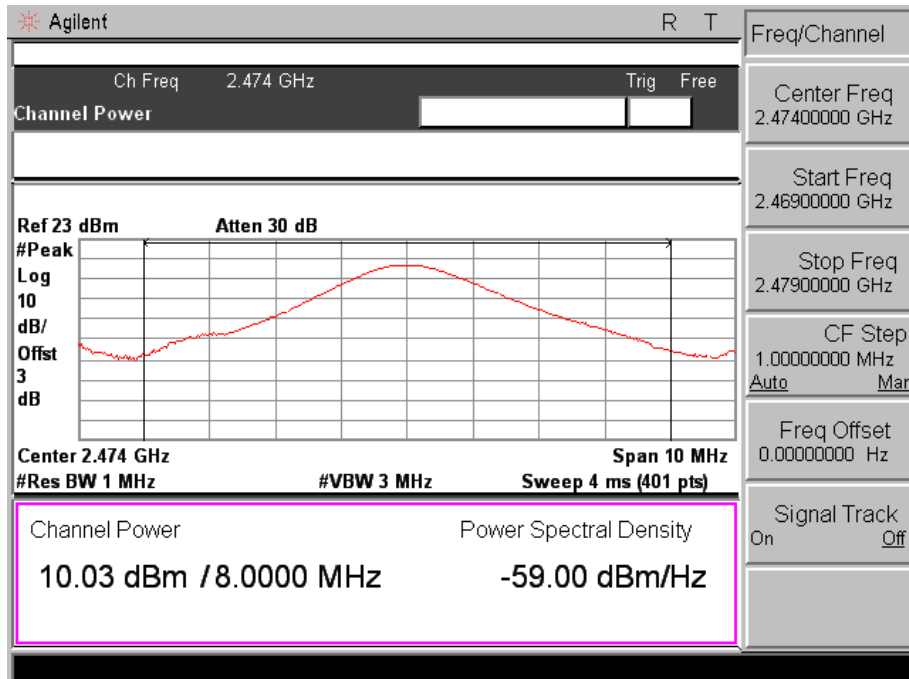 Agilent R T
Ch Freq 2.474 GHz Trig Free
Channel Power
Ref 23 dBm Atten 30 dB
#Peak
Log
10
dB/
Offst
3
dB
Center 2.474 GHz Span 10 MHz
#Res BW 1 MHz #VBW 3 MHz Sweep 4 ms (401 pts)
Channel Power Power Spectral Density
10.03 dBm / 8.0000 MHz -59.00 dBm/Hz
Freq/Channel
Center Freq
2.47400000 GHz
Start Freq
2.46900000 GHz
Stop Freq
2.47900000 GHz
CF Step
1.00000000 MHz
Auto Man
Freq Offset
0.00000000 Hz
Signal Track
On Off